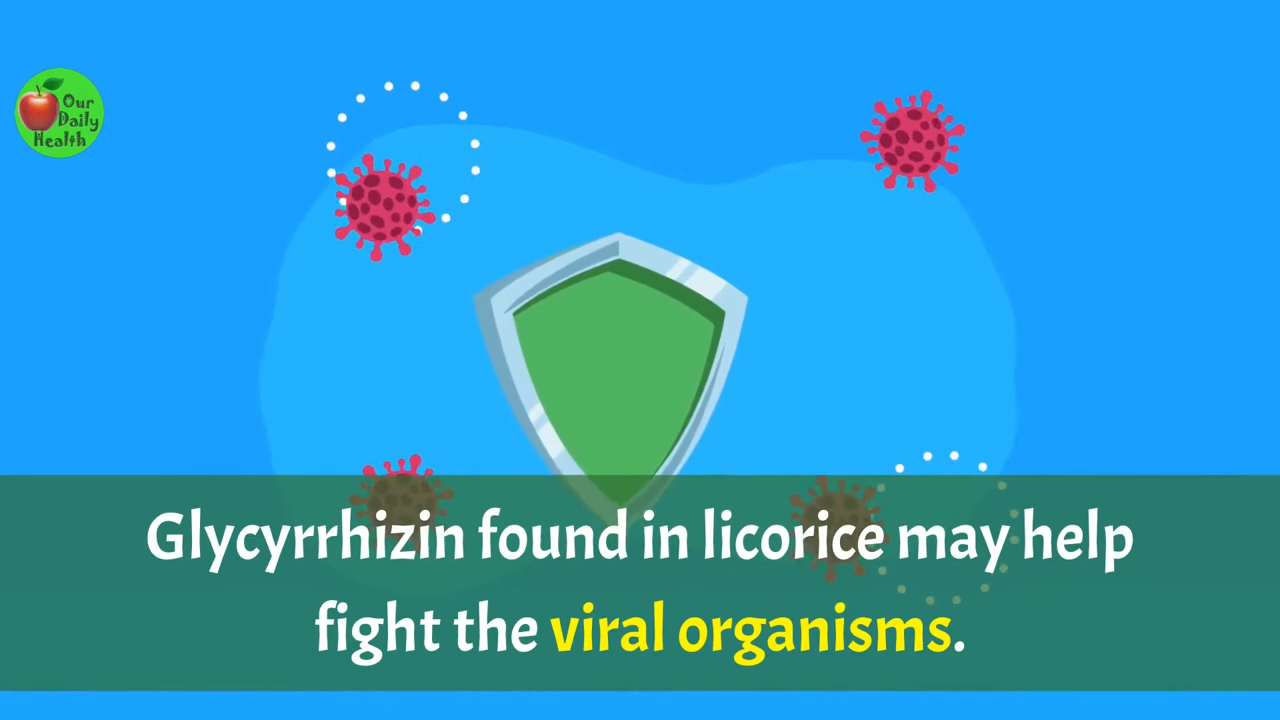 Our
Daily
Health
Glycyrrhizin found in licorice may help
fight the viral organisms.